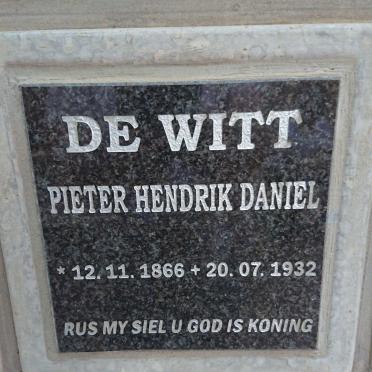 DE WITT
PIETER HENDRIK DANIEL
* 12. 11. 1866 + 20. 07. 1932
RUS MY SIEL U GOD IS KONING